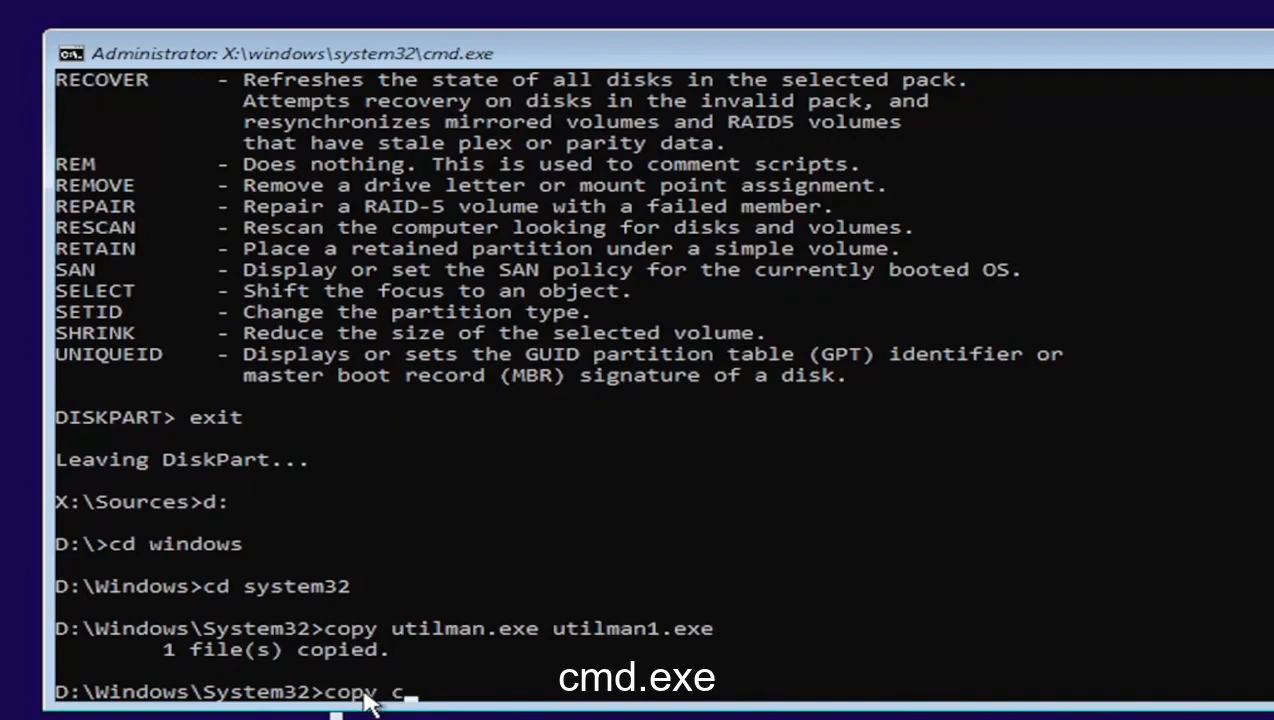 Administrator: X:\windows\system32\cmd.exe
RECOVER - Refreshes the state of all disks in the selected pack.
Attempts recovery on disks in the invalid pack, and
resynchronizes mirrored volumes and RAID5 volumes
that have stale plex or parity data.
REM - Does nothing. This is used to comment scripts.
REMOVE - Remove a drive letter or mount point assignment.
REPAIR - Repair a RAID-5 volume with a failed member.
RESCAN - Rescan the computer looking for disks and volumes.
RETAIN - Place a retained partition under a simple volume.
SAN - Display or set the SAN policy for the currently booted OS.
SELECT - Shift the focus to an object.
SETID - Change the partition type.
SHRINK - Reduce the size of the selected volume.
UNIQUEID - Displays or sets the GUID partition table (GPT) identifier or
master boot record (MBR) signature of a disk.
DISKPART> exit
Leaving DiskPart...
X:\Sources>d:
D:\>cd windows
D:\Windows>cd system32
D:\Windows\System32>copy utilman.exe utilman1.exe
1 file(s) copied.
D:\Windows\System32>copy c_
cmd.exe